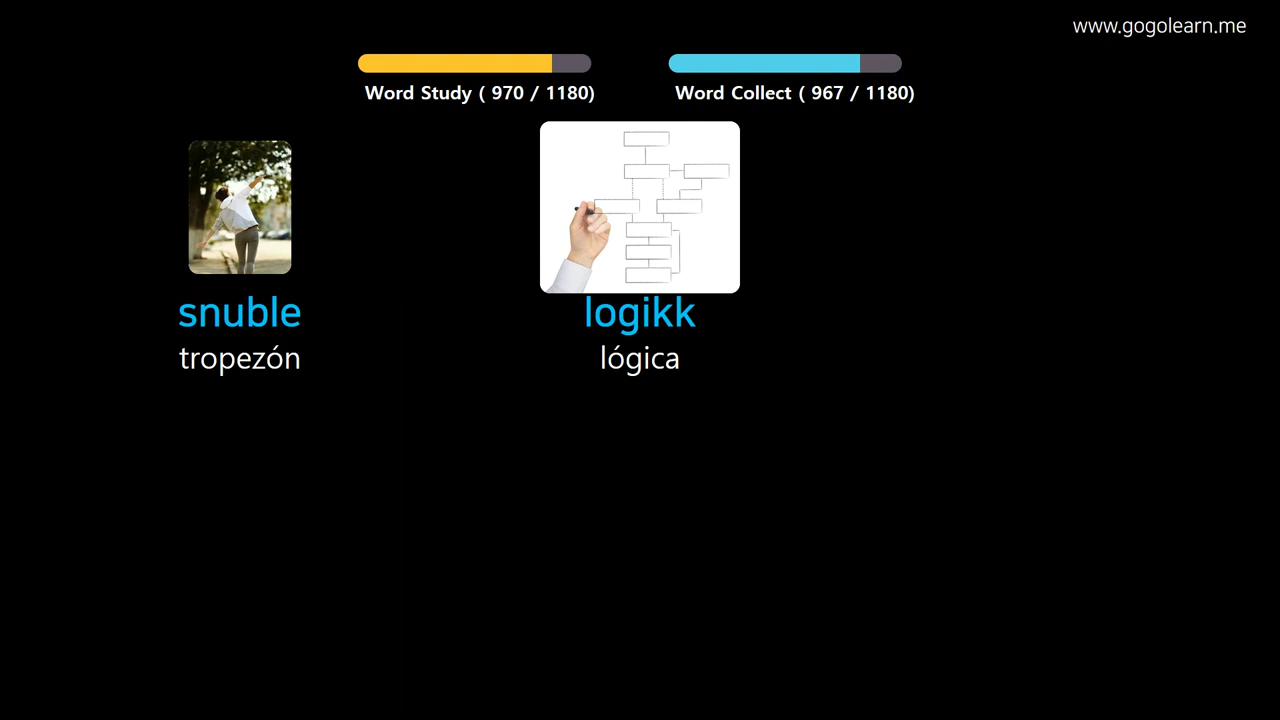 www.gogolearn.me
Word Study ( 970 / 1180)
Word Collect ( 967 / 1180)
snuble
tropezón
logikk
lógica